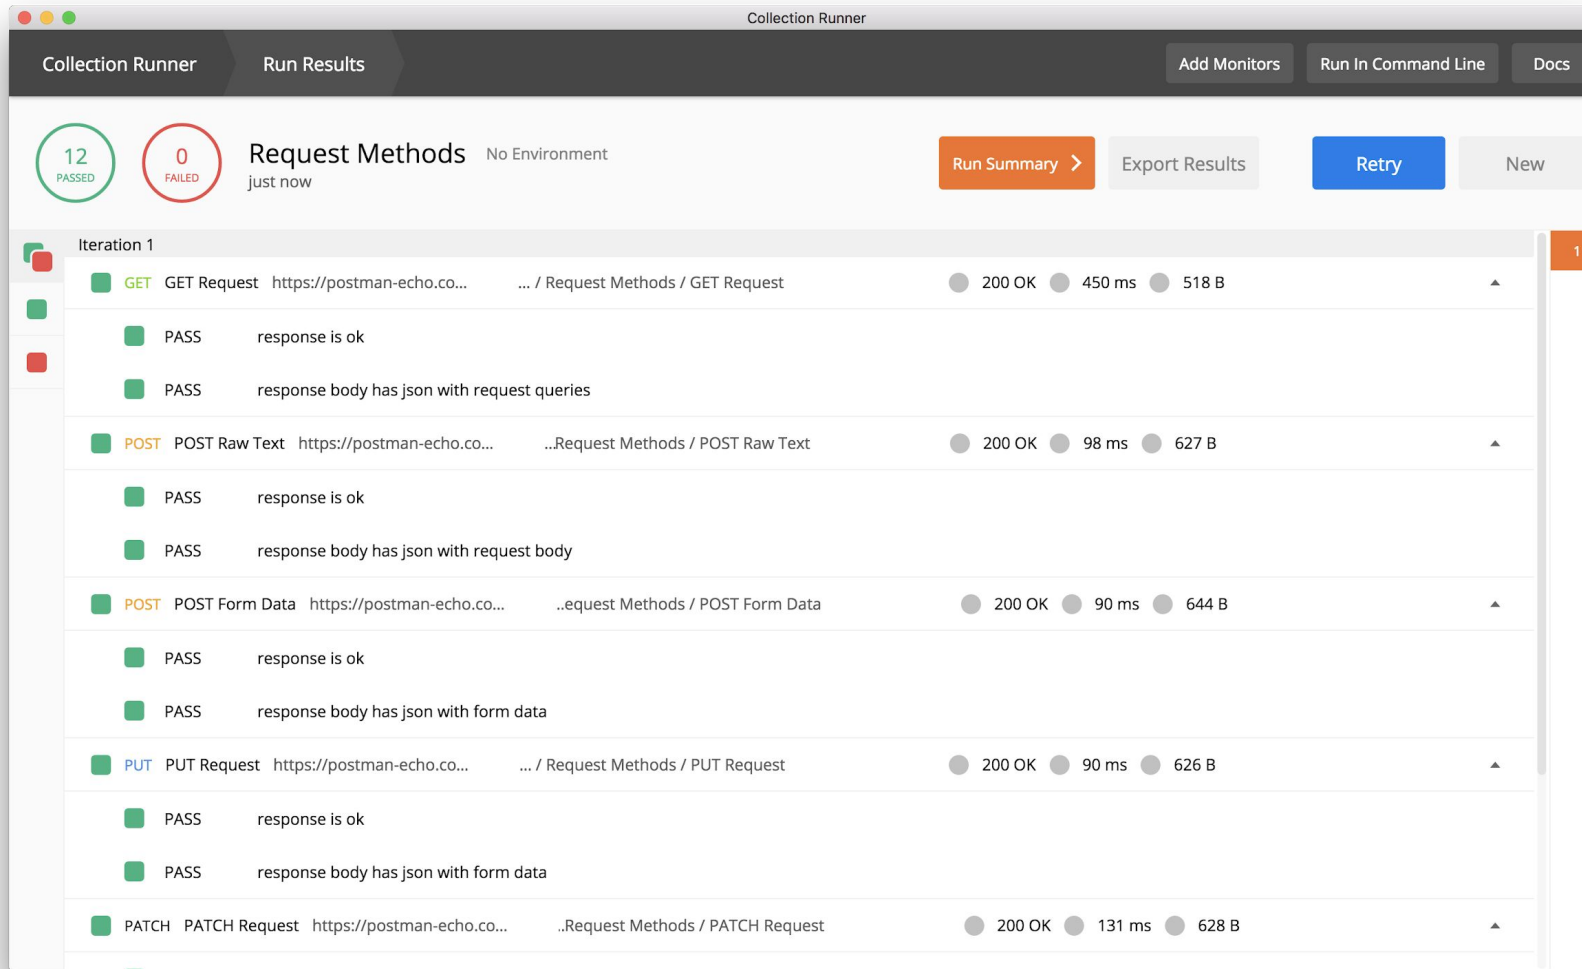 Collection Runner
Collection Runner Run Results Add Monitors Run In Command Line Docs
12 PASSED 0 FAILED Request Methods No Environment just now Run Summary Export Results Retry New
Iteration 1
1
GET GET Request https://postman-echo.co... ... / Request Methods / GET Request 200 OK 450 ms 518 B
PASS response is ok
PASS response body has json with request queries
POST POST Raw Text https://postman-echo.co... ...Request Methods / POST Raw Text 200 OK 98 ms 627 B
PASS response is ok
PASS response body has json with request body
POST POST Form Data https://postman-echo.co... ..equest Methods / POST Form Data 200 OK 90 ms 644 B
PASS response is ok
PASS response body has json with form data
PUT PUT Request https://postman-echo.co... ... / Request Methods / PUT Request 200 OK 90 ms 626 B
PASS response is ok
PASS response body has json with form data
PATCH PATCH Request https://postman-echo.co... ..Request Methods / PATCH Request 200 OK 131 ms 628 B